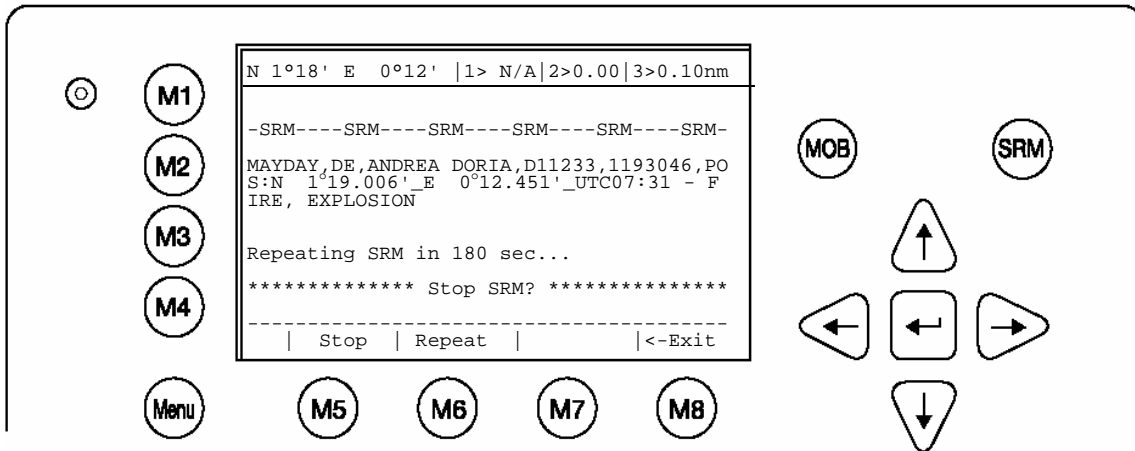 N 1°18' E 0°12' |1> N/A|2>0.00|3>0.10nm
-SRM----SRM----SRM----SRM----SRM----SRM-
MAYDAY,DE,ANDREA DORIA,D11233,1193046,PO
S:N 1°19.006'_E 0°12.451'_UTC07:31 - F
IRE, EXPLOSION
Repeating SRM in 180 sec...
************** Stop SRM? ***************
| Stop | Repeat | |<-Exit
M1
M2
M3
M4
Menu
M5
M6
M7
M8
MOB
SRM